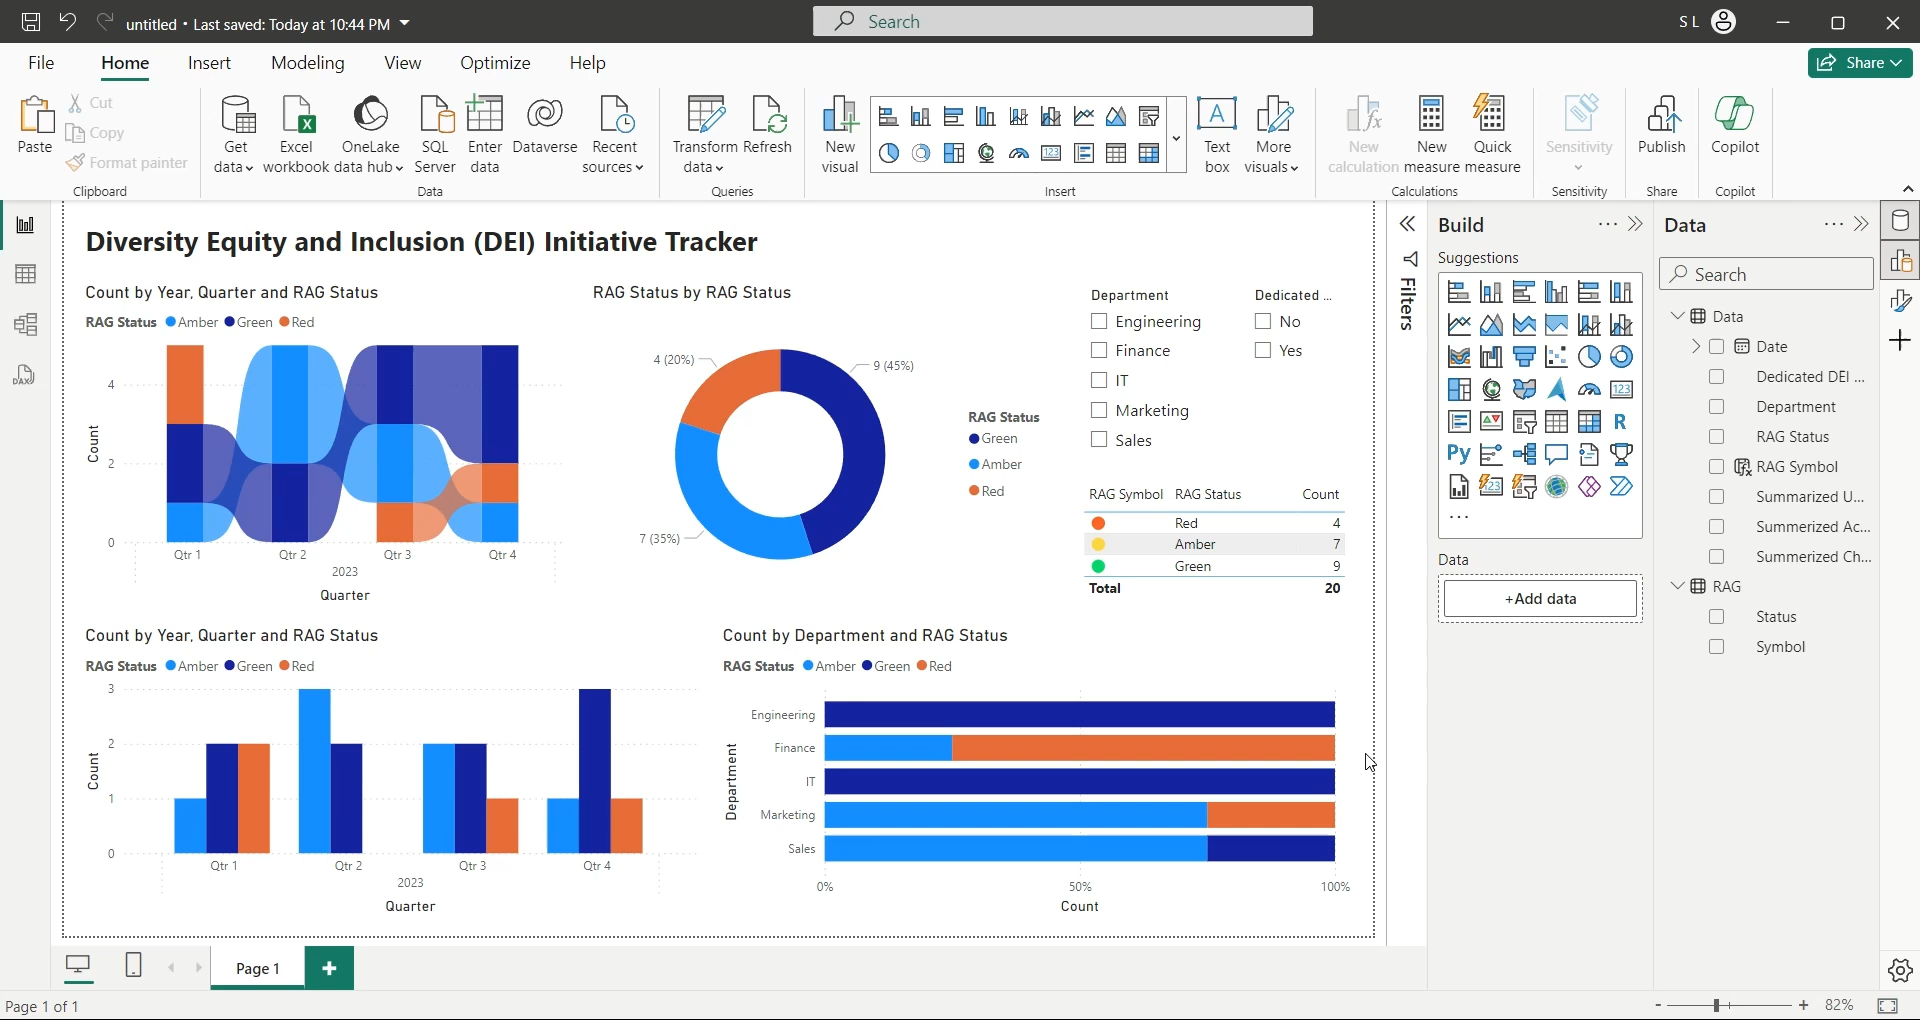 untitled • Last saved: Today at 10:44 PM
Search
S L
File Home Insert Modeling View Optimize Help
Share
Paste
Cut
Copy
Format painter
Clipboard
Get data
Excel workbook
OneLake data hub
SQL Server
Enter data
Dataverse
Recent sources
Data
Transform data
Refresh
Queries
New visual
Text box
More visuals
Insert
New calculation
New measure
Quick measure
Calculations
Sensitivity
Sensitivity
Publish
Share
Copilot
Copilot
Diversity Equity and Inclusion (DEI) Initiative Tracker
Count by Year, Quarter and RAG Status
RAG Status Amber Green Red
4
2
0
Count
Qtr 1 Qtr 2 Qtr 3 Qtr 4
2023
Quarter
RAG Status by RAG Status
4 (20%)
9 (45%)
7 (35%)
RAG Status
Green
Amber
Red
Department
Engineering
Finance
IT
Marketing
Sales
Dedicated ...
No
Yes
RAG Symbol RAG Status Count
Red 4
Amber 7
Green 9
Total 20
Count by Year, Quarter and RAG Status
RAG Status Amber Green Red
3
2
1
0
Count
Qtr 1 Qtr 2 Qtr 3 Qtr 4
2023
Quarter
Count by Department and RAG Status
RAG Status Amber Green Red
Department
Engineering
Finance
IT
Marketing
Sales
0% 50% 100%
Count
Filters
Build
Suggestions
123
R
Py
123
...
Data
+Add data
Data
Search
Data
Date
Dedicated DEI ...
Department
RAG Status
RAG Symbol
Summarized U...
Summerized Ac...
Summerized Ch...
RAG
Status
Symbol
DAX
Page 1
Page 1 of 1
- + 82%